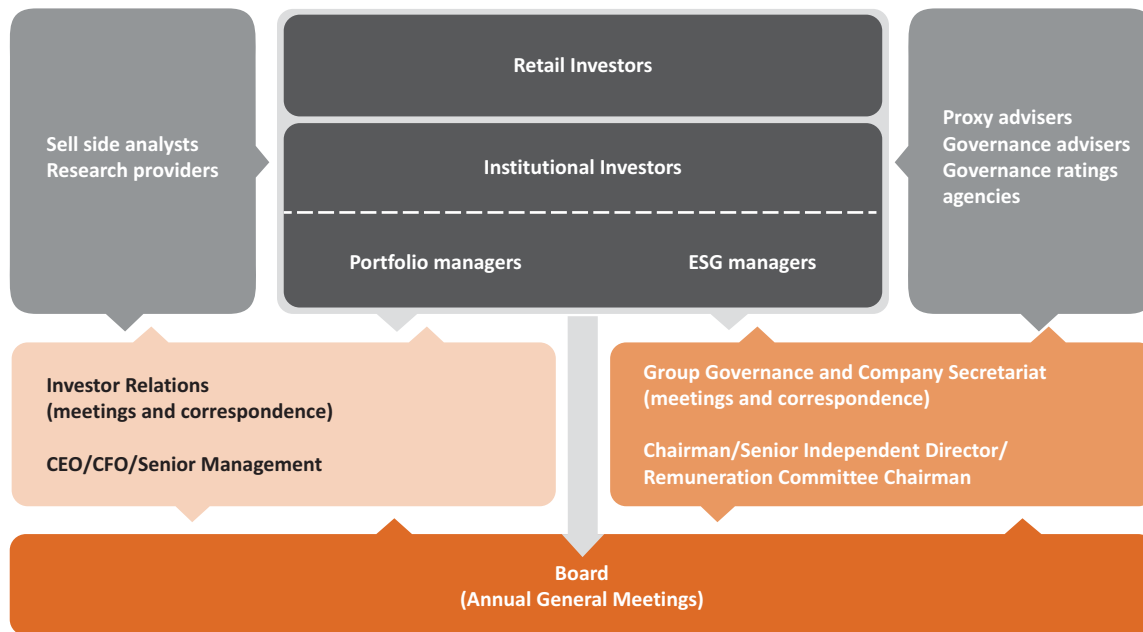 Retail Investors
Sell side analysts
Research providers
Institutional Investors
Portfolio managers
ESG managers
Proxy advisers
Governance advisers
Governance ratings
agencies
Investor Relations
(meetings and correspondence)
CEO/CFO/Senior Management
Group Governance and Company Secretariat
(meetings and correspondence)
Chairman/Senior Independent Director/
Remuneration Committee Chairman
Board
(Annual General Meetings)